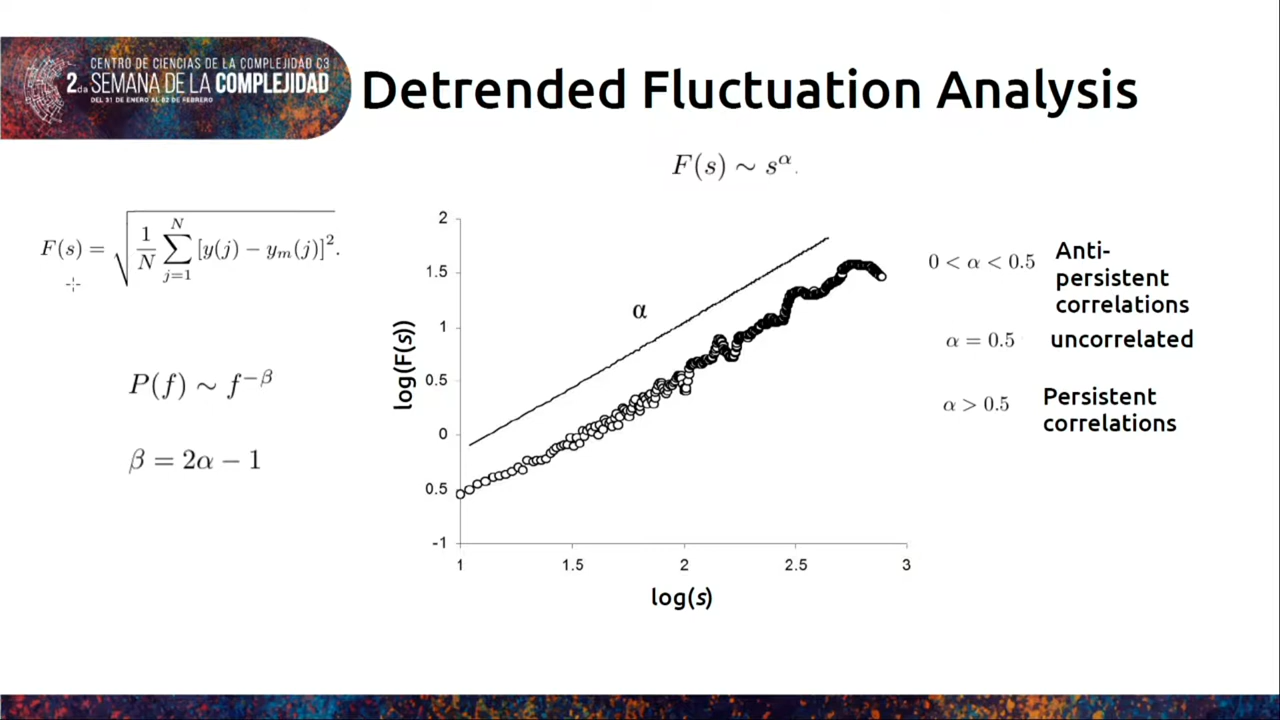 CENTRO DE CIENCIAS DE LA COMPLEJIDAD C3
2.da SEMANA DE LA COMPLEJIDAD
DEL 31 DE ENERO AL 02 DE FEBRERO
Detrended Fluctuation Analysis
F(s) ∼ s^α.
F(s) = √(1/N ∑_{j=1}^{N} [y(j) − y_m(j)]^2.
P(f) ∼ f^{−β}
β = 2α − 1
2
1.5
1
0.5
0
0.5
-1
log(F(s))
α
1 1.5 2 2.5 3
log(s)
0 < α < 0.5 Anti-
persistent
correlations
α = 0.5 uncorrelated
α > 0.5 Persistent
correlations